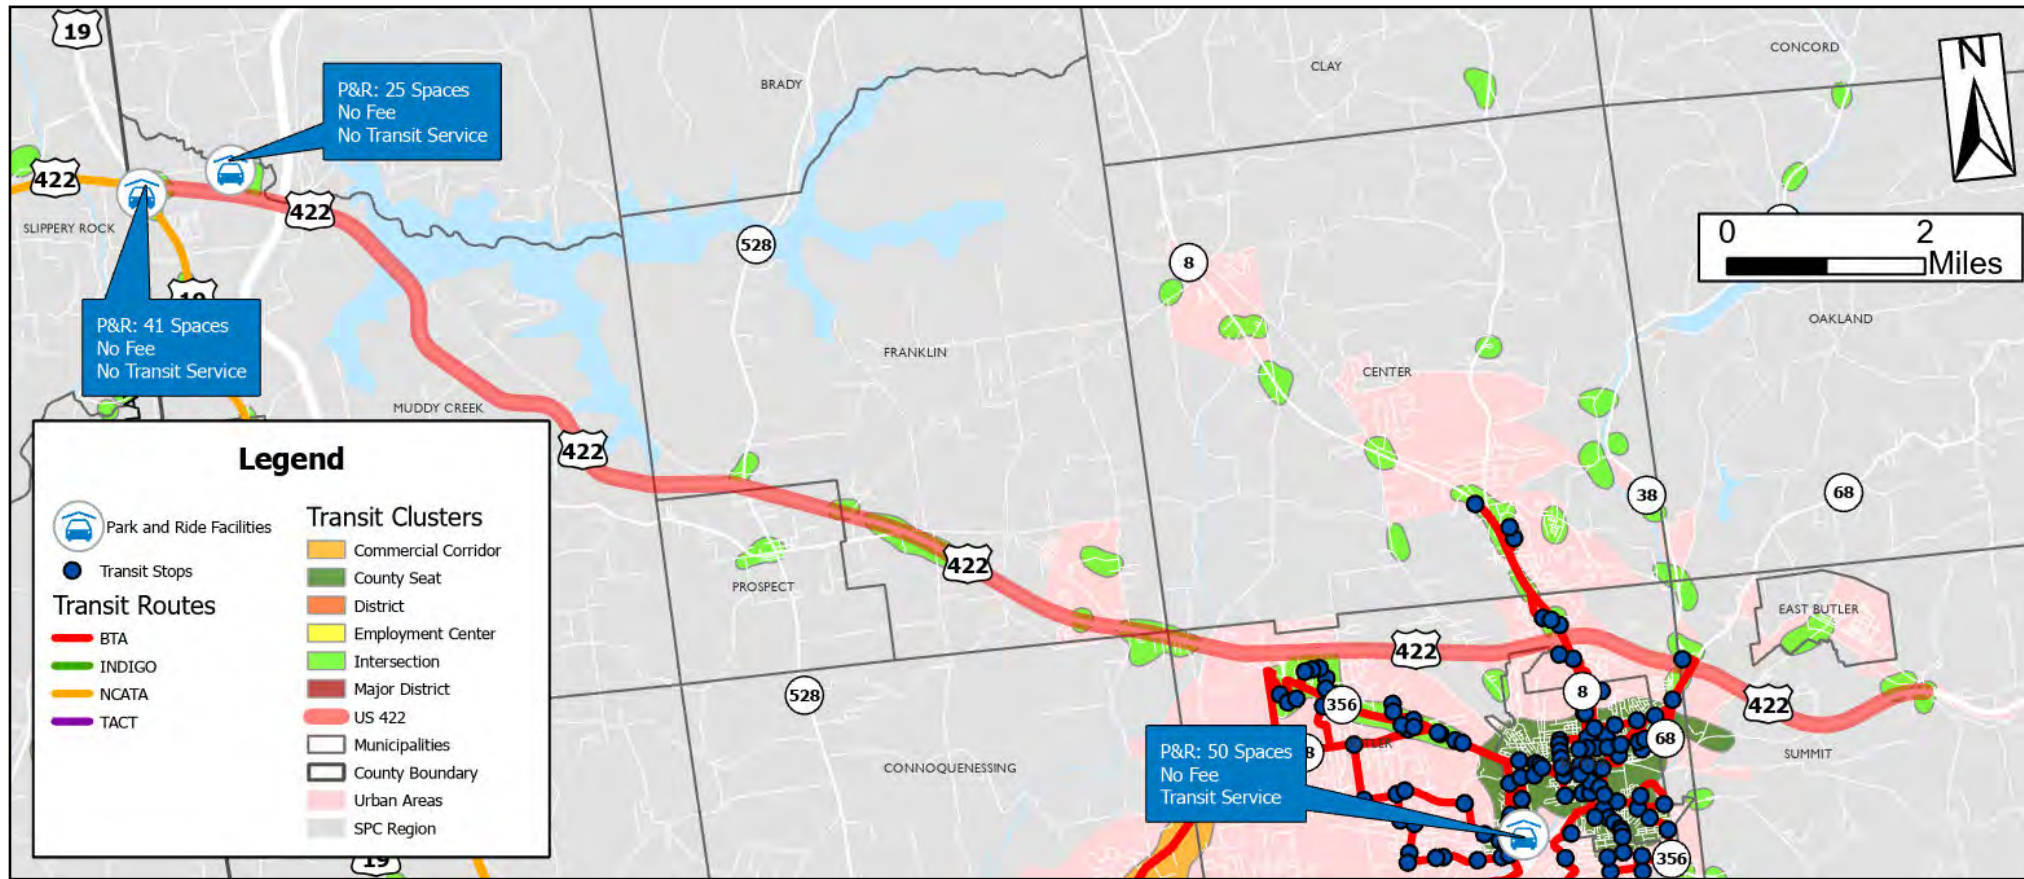 19
CONCORD
N
CLAY
BRADY
P&R: 25 Spaces
No Fee
No Transit Service
422
422
SLIPPERY ROCK
0 2
Miles
528
8
19
P&R: 41 Spaces
No Fee
No Transit Service
OAKLAND
FRANKLIN
CENTER
MUDDY CREEK
422
38
68
422
PROSPECT
EAST BUTLER
422
8
528
356
422
68
SUMMIT
CONNOQUENESSING
8
P&R: 50 Spaces
No Fee
Transit Service
356
19
Legend
Park and Ride Facilities
Transit Stops
Transit Routes
BTA
INDIGO
NCATA
TACT
Transit Clusters
Commercial Corridor
County Seat
District
Employment Center
Intersection
Major District
US 422
Municipalities
County Boundary
Urban Areas
SPC Region